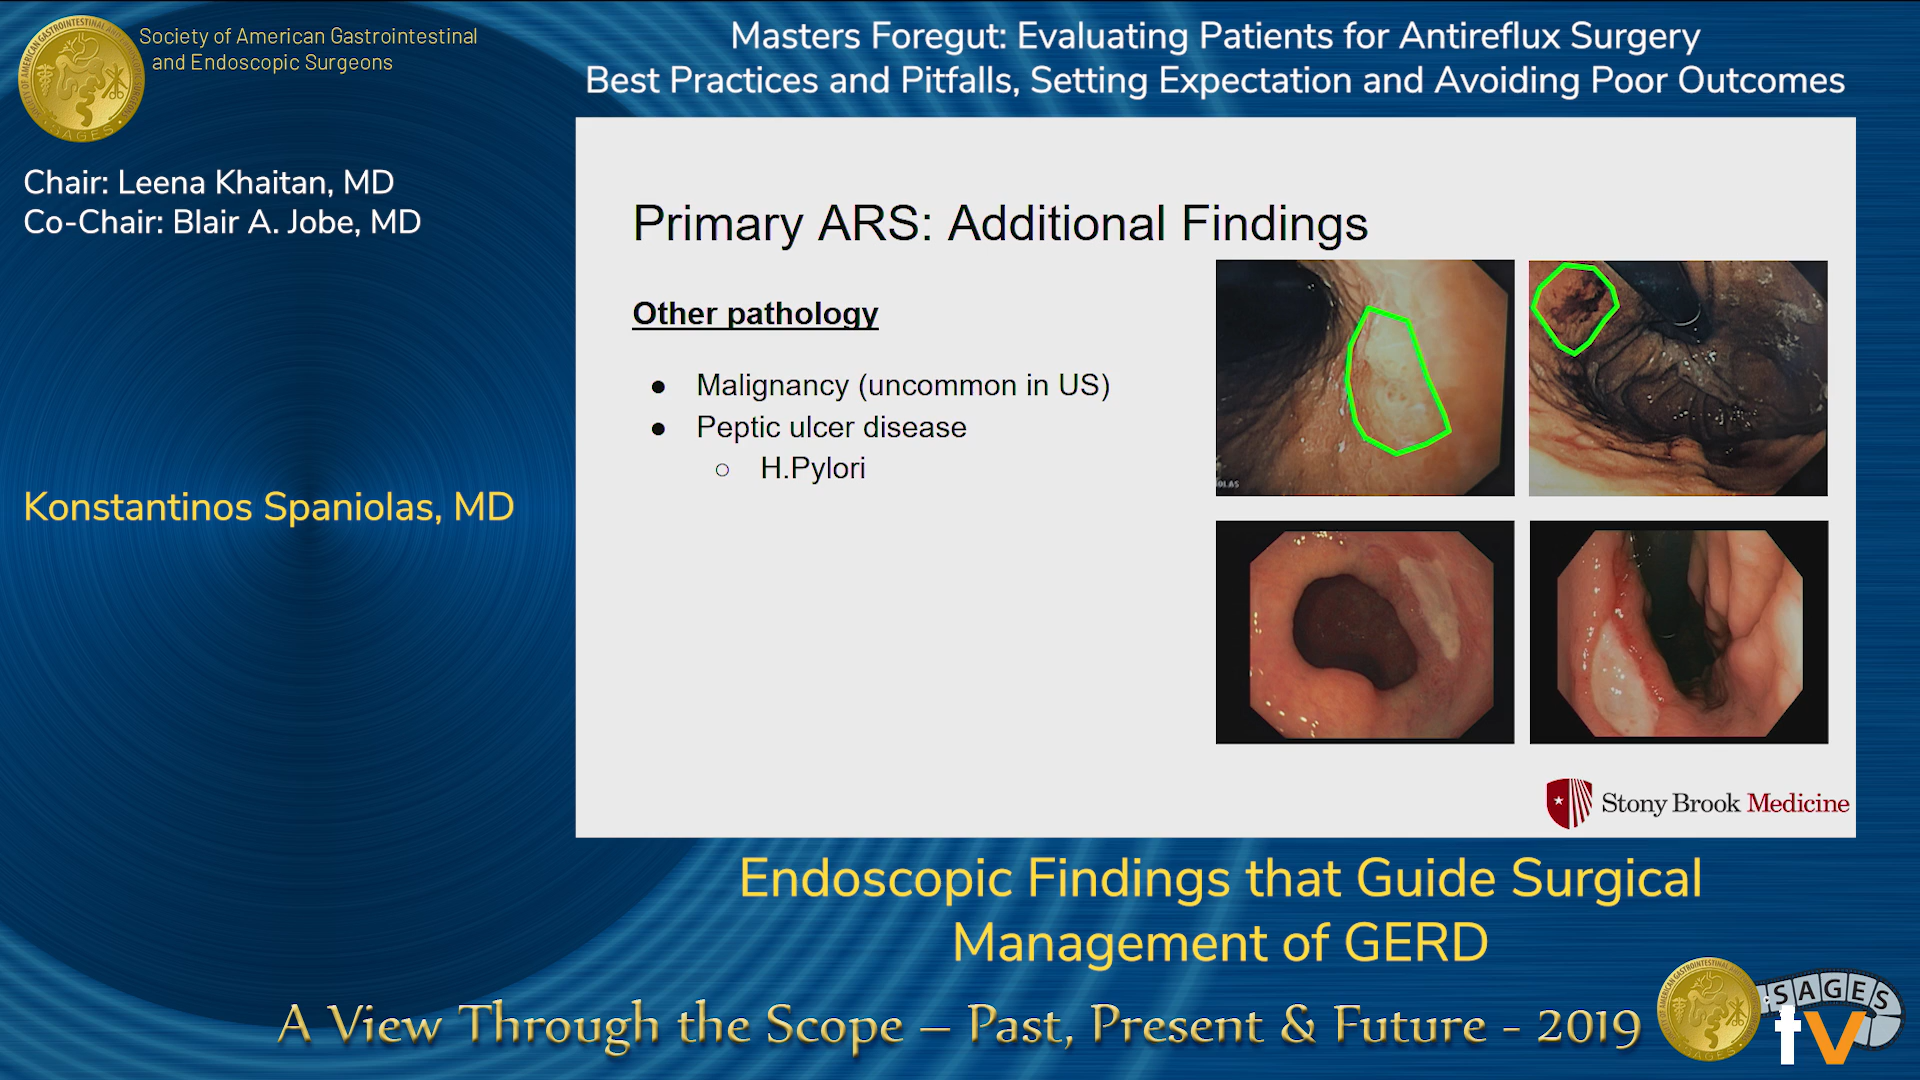 Society of American Gastrointestinal
and Endoscopic Surgeons
Masters Foregut: Evaluating Patients for Antireflux Surgery
Best Practices and Pitfalls, Setting Expectation and Avoiding Poor Outcomes
Chair: Leena Khaitan, MD
Co-Chair: Blair A. Jobe, MD
Konstantinos Spaniolas, MD
Primary ARS: Additional Findings
Other pathology
● Malignancy (uncommon in US)
● Peptic ulcer disease
○ H.Pylori
Stony Brook Medicine
Endoscopic Findings that Guide Surgical
Management of GERD
A View Through the Scope – Past, Present & Future - 2019
SAGES
tv